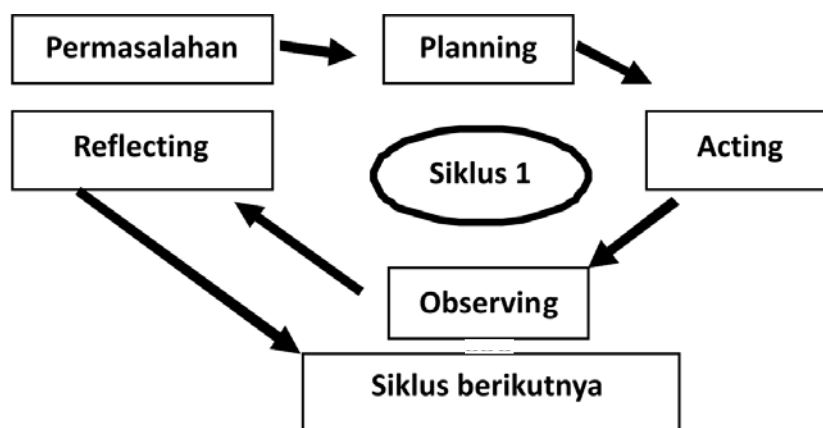 Permasalahan
Planning
Reflecting
Siklus 1
Acting
Observing
Siklus berikutnya